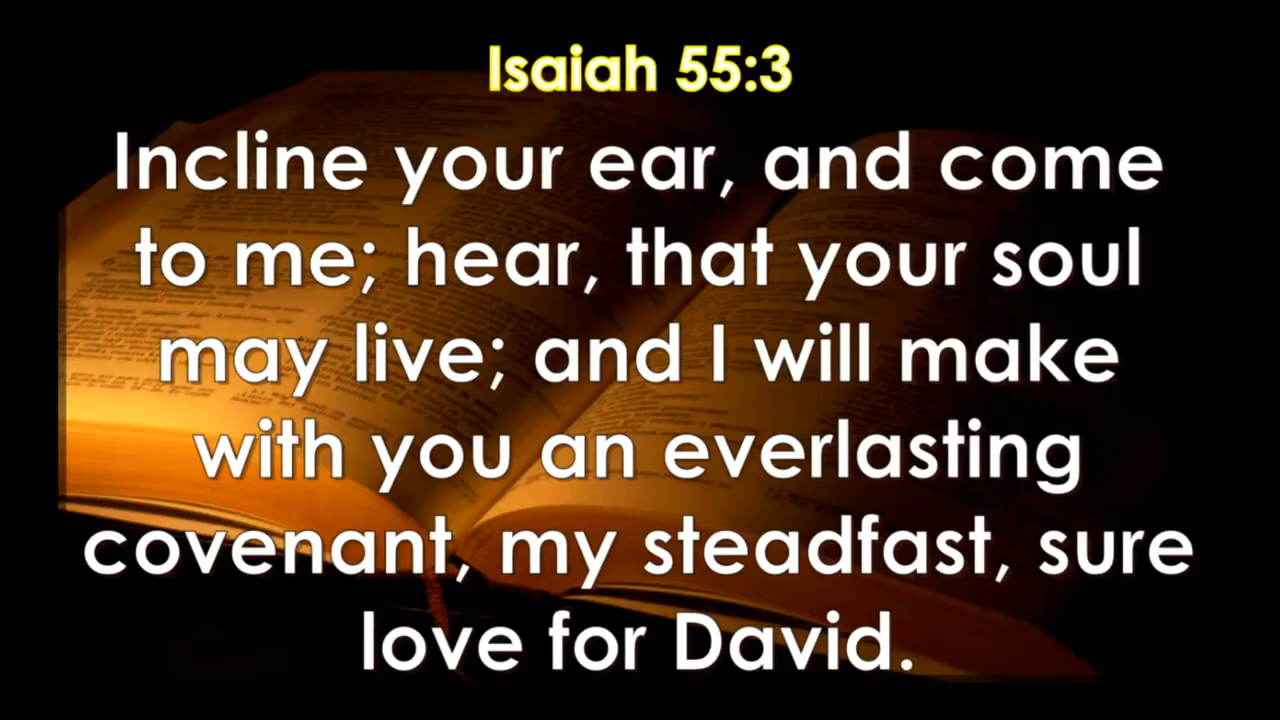 Isaiah 55:3
Incline your ear, and come
to me; hear, that your soul
may live; and I will make
with you an everlasting
covenant, my steadfast, sure
love for David.